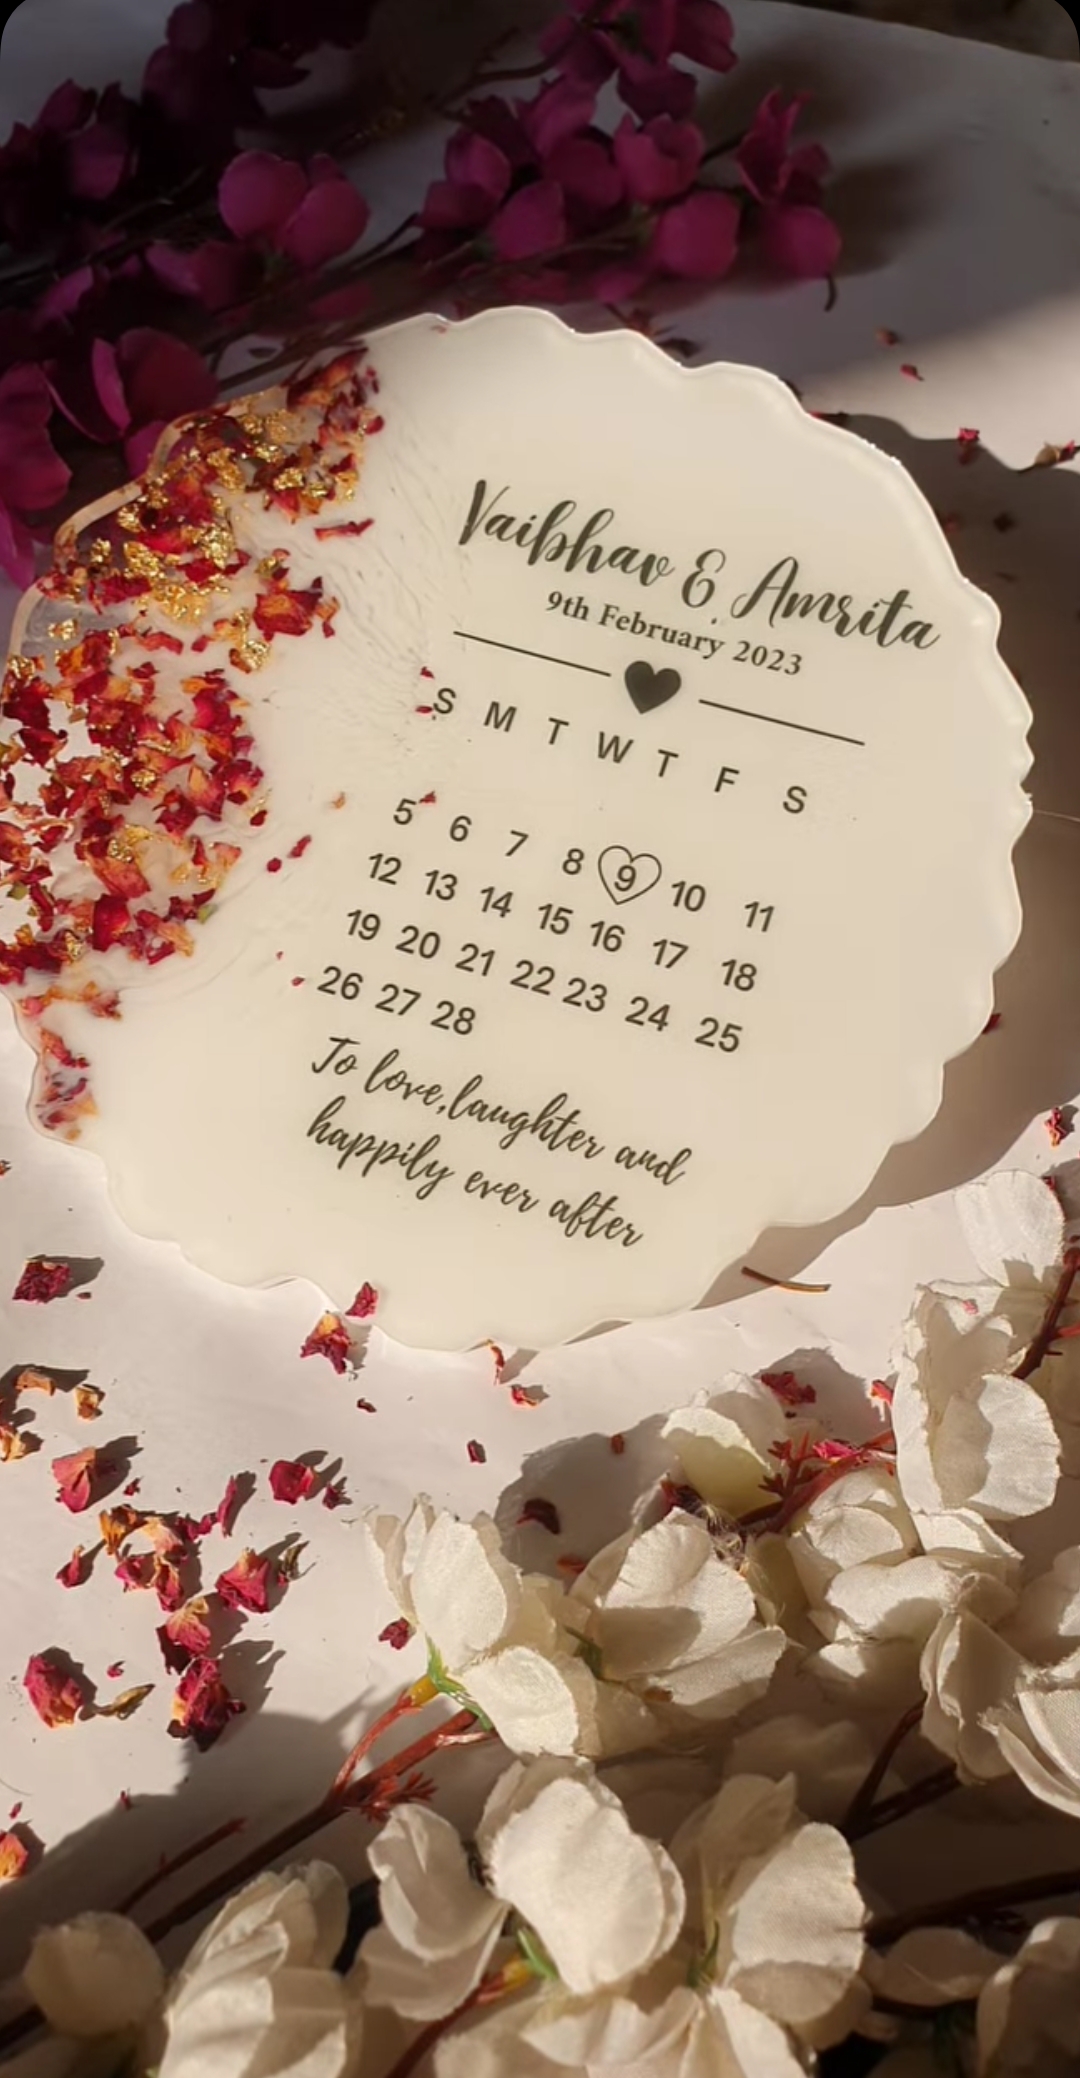 Vaibhav & Amrita
9th February 2023
S M T W T F S
5 6 7 8 9 10 11
12 13 14 15 16 17 18
19 20 21 22 23 24 25
26 27 28
To love,laughter and
happily ever after